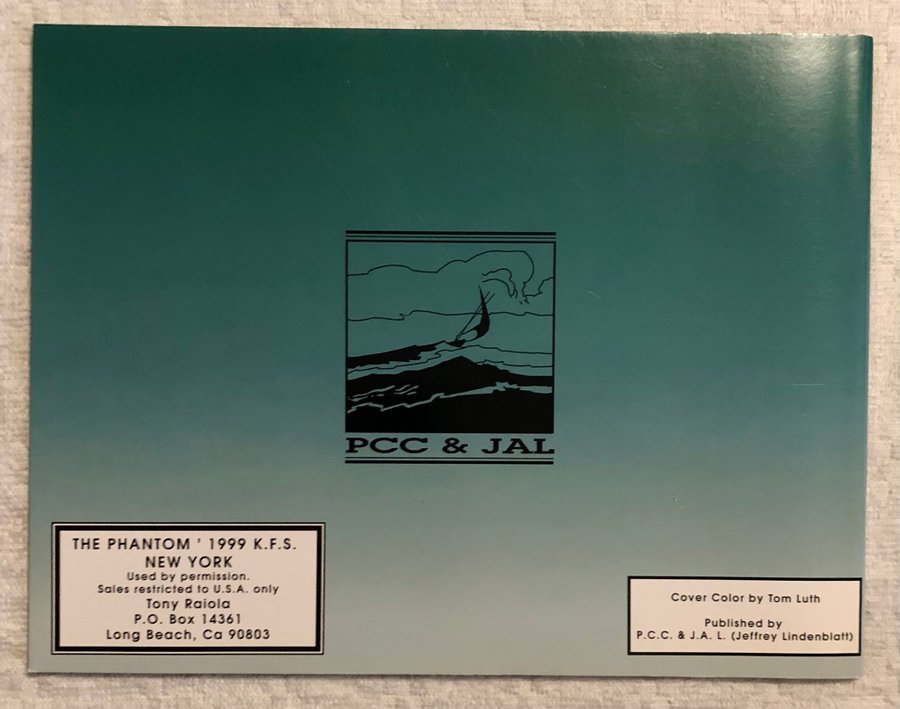 PCC & JAL
THE PHANTOM ' 1999 K.F.S.
NEW YORK
Used by permission.
Sales restricted to U.S.A. only
Tony Raiola
P.O. Box 14361
Long Beach, Ca 90803
Cover Color by Tom Luth
Published by
P.C.C. & J.A. L. (Jeffrey Lindenblatt)